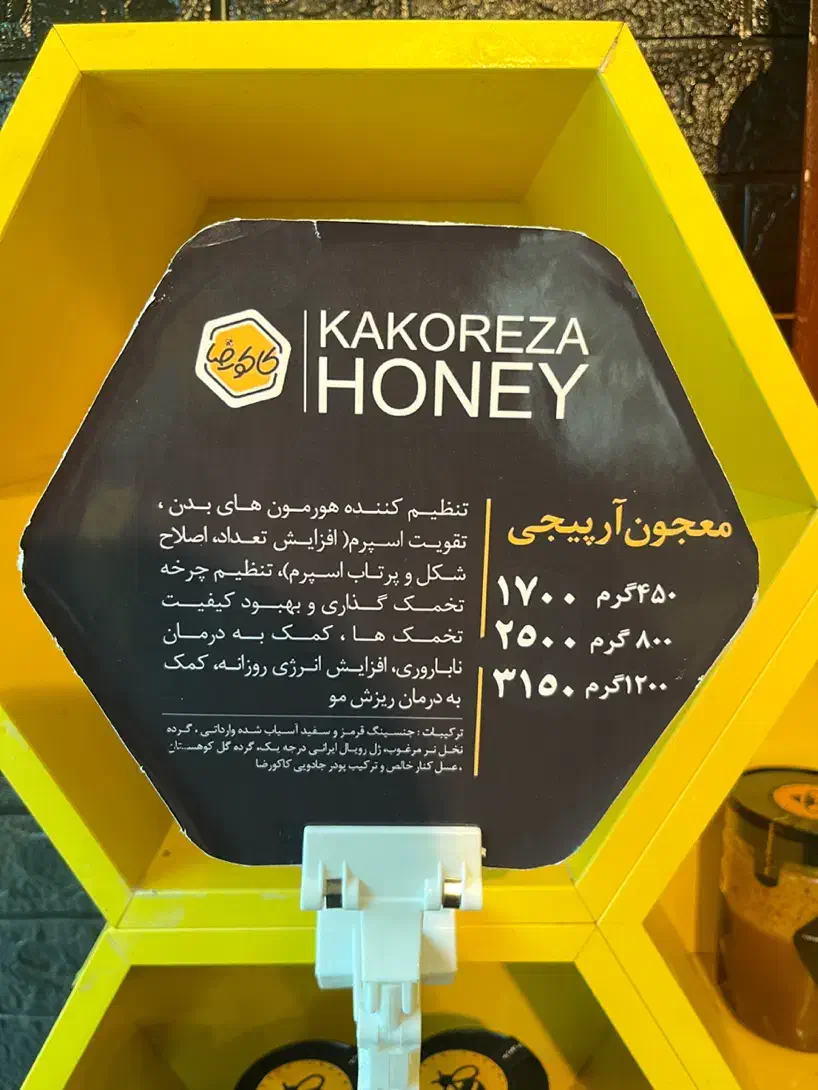 کاکورضا
KAKOREZA
HONEY
معجون آرپیجی
۴۵۰گرم ۱۷۰۰
۸۰۰ گرم ۲۵۰۰
۱۲۰۰گرم ۳۱۵۰
تنظیم کننده هورمون های بدن ،
تقویت اسپرم( افزایش تعداد، اصلاح
شکل و پرتاب اسپرم)، تنظیم چرخه
تخمک گذاری و بهبود کیفیت
تخمک ها ، کمک به درمان
ناباروری، افزایش انرژی روزانه، کمک
به درمان ریزش مو
ترکیبات : جنسینگ قرمز و سفید آسیاب شده وارداتی ، گرده
نخل نر مرغوب، ژل رویال ایرانی درجه یک، گرده گل کوهستان
، عسل کنار خالص و ترکیب پودر جادویی کاکورضا